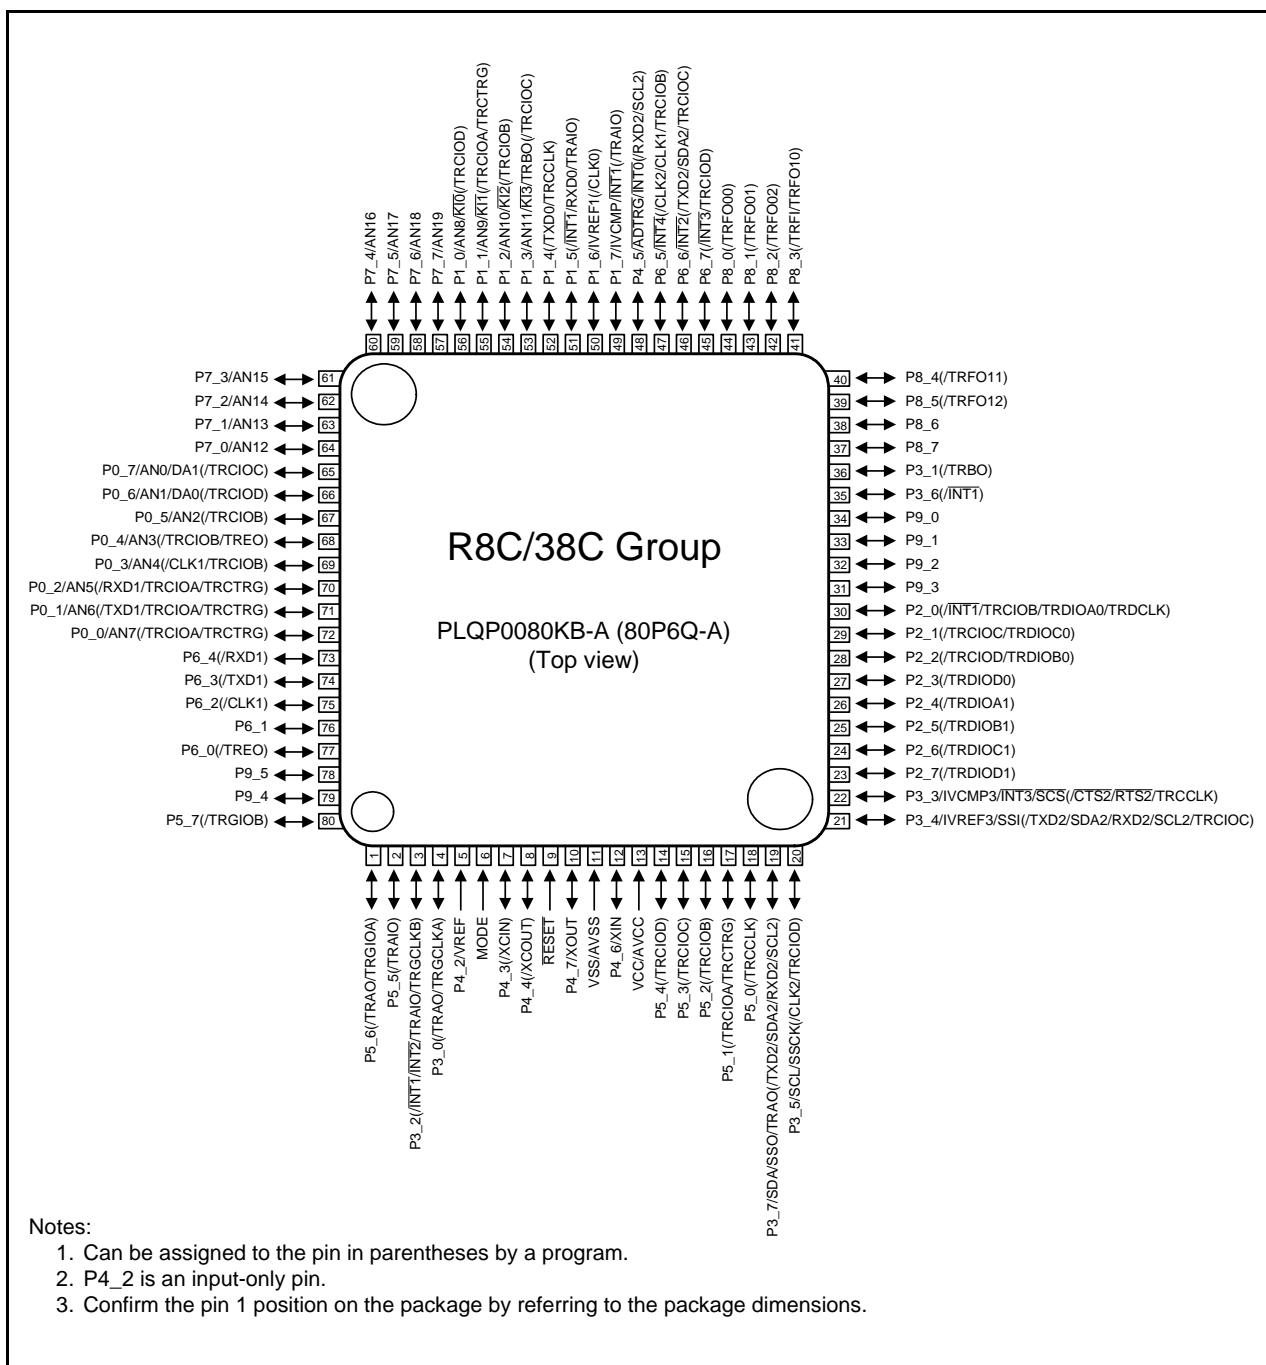 P7_4/AN16
P7_5/AN17
P7_6/AN18
P7_7/AN19
P1_0/AN8/KI0(/TRCIOD)
P1_1/AN9/KI1(/TRCIOA/TRCTRG)
P1_2/AN10/KI2(/TRCIOB)
P1_3/AN11/KI3/TRBO(/TRCIOC)
P1_4(/TXD0/TRCCLK)
P1_5(/INT1/RXD0/TRAIO)
P1_6/IVREF1(/CLK0)
P1_7/IVCMP/INT1(/TRAIO)
P4_5/ADTRG/INT0(/RXD2/SCL2)
P6_5/INT4(/CLK2/CLK1/TRCIOB)
P6_6/INT2(/TXD2/SDA2/TRCIOC)
P6_7(/INT3/TRCIOD)
P8_0(/TRFO00)
P8_1(/TRFO01)
P8_2(/TRFO02)
P8_3(/TRFI/TRFO10)
60 59 58 57 56 55 54 53 52 51 50 49 48 47 46 45 44 43 42 41
P7_3/AN15 61
P7_2/AN14 62
P7_1/AN13 63
P7_0/AN12 64
P0_7/AN0/DA1(/TRCIOC) 65
P0_6/AN1/DA0(/TRCIOD) 66
P0_5/AN2(/TRCIOB) 67
P0_4/AN3(/TRCIOB/TREO) 68
P0_3/AN4(/CLK1/TRCIOB) 69
P0_2/AN5(/RXD1/TRCIOA/TRCTRG) 70
P0_1/AN6(/TXD1/TRCIOA/TRCTRG) 71
P0_0/AN7(/TRCIOA/TRCTRG) 72
P6_4(/RXD1) 73
P6_3(/TXD1) 74
P6_2(/CLK1) 75
P6_1 76
P6_0(/TREO) 77
P9_5 78
P9_4 79
P5_7(/TRGIOB) 80
R8C/38C Group
PLQP0080KB-A (80P6Q-A)
(Top view)
40 P8_4(/TRFO11)
39 P8_5(/TRFO12)
38 P8_6
37 P8_7
36 P3_1(/TRBO)
35 P3_6(/INT1)
34 P9_0
33 P9_1
32 P9_2
31 P9_3
30 P2_0(/INT1/TRCIOB/TRDIOA0/TRDCLK)
29 P2_1(/TRCIOC/TRDIOC0)
28 P2_2(/TRCIOD/TRDIOB0)
27 P2_3(/TRDIOD0)
26 P2_4(/TRDIOA1)
25 P2_5(/TRDIOB1)
24 P2_6(/TRDIOC1)
23 P2_7(/TRDIOD1)
22 P3_3/IVCMP3/INT3/SCS(/CTS2/RTS2/TRCCLK)
21 P3_4/IVREF3/SSI(/TXD2/SDA2/RXD2/SCL2/TRCIOC)
1 2 3 4 5 6 7 8 9 10 11 12 13 14 15 16 17 18 19 20
P5_6(/TRAO/TRGIOA)
P5_5(/TRAIO)
P3_2(/INT1/INT2/TRAIO/TRGCLKB)
P3_0(/TRAO/TRGCLKA)
P4_2/VREF
MODE
P4_3(/XCIN)
P4_4(/XCOUT)
RESET
P4_7/XOUT
VSS/AVSS
P4_6/XIN
VCC/AVCC
P5_4(/TRCIOD)
P5_3(/TRCIOC)
P5_2(/TRCIOB)
P5_1(/TRCIOA/TRCTRG)
P5_0(/TRCCLK)
P3_7/SDA/SSO/TRAO(/TXD2/SDA2/RXD2/SCL2)
P3_5/SCL/SSCK(/CLK2/TRCIOD)
Notes:
1. Can be assigned to the pin in parentheses by a program.
2. P4_2 is an input-only pin.
3. Confirm the pin 1 position on the package by referring to the package dimensions.